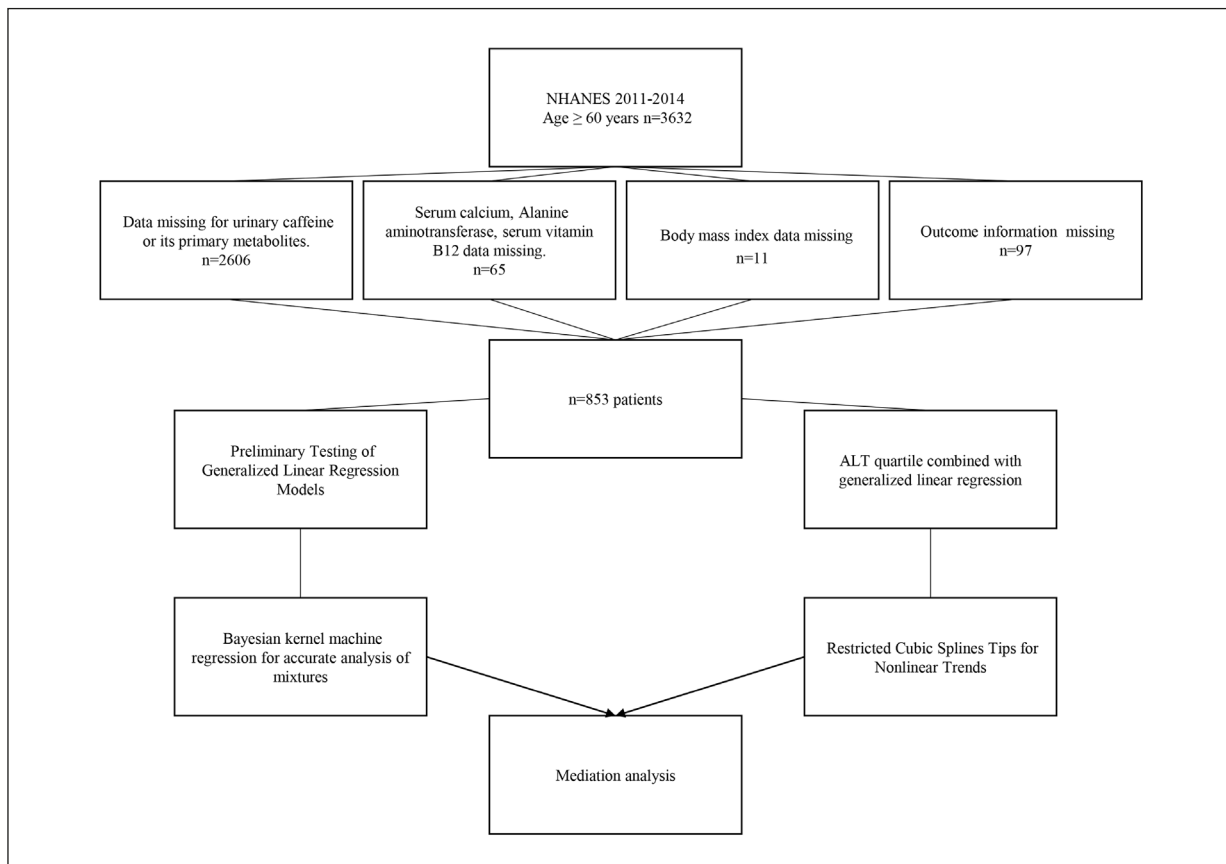 NHANES 2011-2014
Age ≥ 60 years n=3632
Data missing for urinary caffeine
or its primary metabolites.
n=2606
Serum calcium, Alanine
aminotransferase, serum vitamin
B12 data missing.
n=65
Body mass index data missing
n=11
Outcome information missing
n=97
n=853 patients
Preliminary Testing of
Generalized Linear Regression
Models
ALT quartile combined with
generalized linear regression
Bayesian kernel machine
regression for accurate analysis of
mixtures
Restricted Cubic Splines Tips for
Nonlinear Trends
Mediation analysis